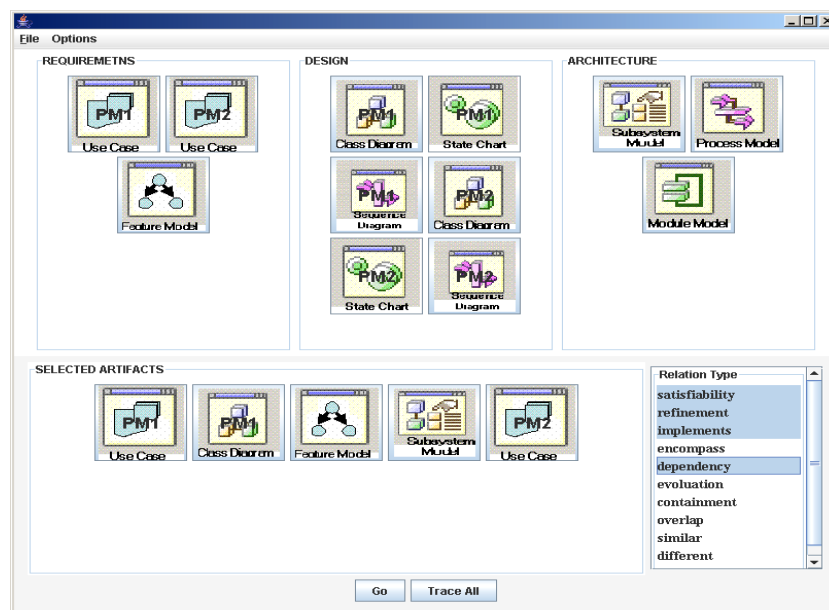 File Options
REQUIREMETNS
PM1
Use Case
PM2
Use Case
Feature Model
DESIGN
PM1
Class Diagram
PM1
State Chart
PM1
Sequence
Diagram
PM2
Class Diagram
PM2
State Chart
PM2
Sequence
Diagram
ARCHITECTURE
Subsystem
Model
Process Model
Module Model
SELECTED ARTIFACTS
PM1
Use Case
PM1
Class Diagram
Feature Model
Subsystem
Model
PM2
Use Case
Relation Type
satisfiability
refinement
implements
encompass
dependency
evaluation
containment
overlap
similar
different
Go
Trace All